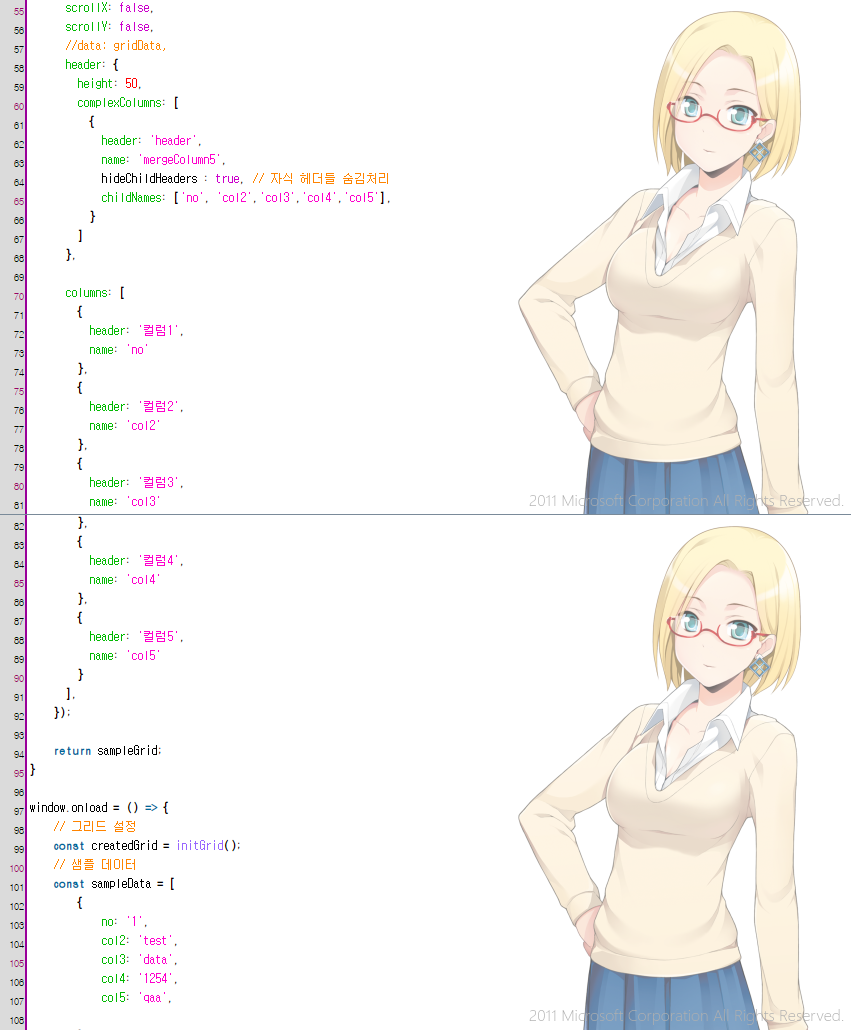 55 scrollX: false,
56 scrollY: false,
57 //data: gridData,
58 header: {
59 height: 50,
60 complexColumns: [
61 {
62 header: 'header',
63 name: 'mergeColumn5',
64 hideChildHeaders : true, // 자식 헤더들 숨김처리
65 childNames: ['no', 'col2','col3','col4','col5'],
66 }
67 ]
68 },
69
70 columns: [
71 {
72 header: '컬럼1',
73 name: 'no'
74 },
75 {
76 header: '컬럼2',
77 name: 'col2'
78 },
79 {
80 header: '컬럼3',
81 name: 'col3'
2011 Microsoft Corporation All Rights Reserved.
82 },
83 {
84 header: '컬럼4',
85 name: 'col4'
86 },
87 {
88 header: '컬럼5',
89 name: 'col5'
90 }
91 ],
92 });
93
94 return sampleGrid;
95 }
96
97 window.onload = () => {
98 // 그리드 설정
99 const createdGrid = initGrid();
100 // 샘플 데이터
101 const sampleData = [
102 {
103 no: '1',
104 col2: 'test',
105 col3: 'data',
106 col4: '1254',
107 col5: 'qaa',
108
2011 Microsoft Corporation All Rights Reserved.